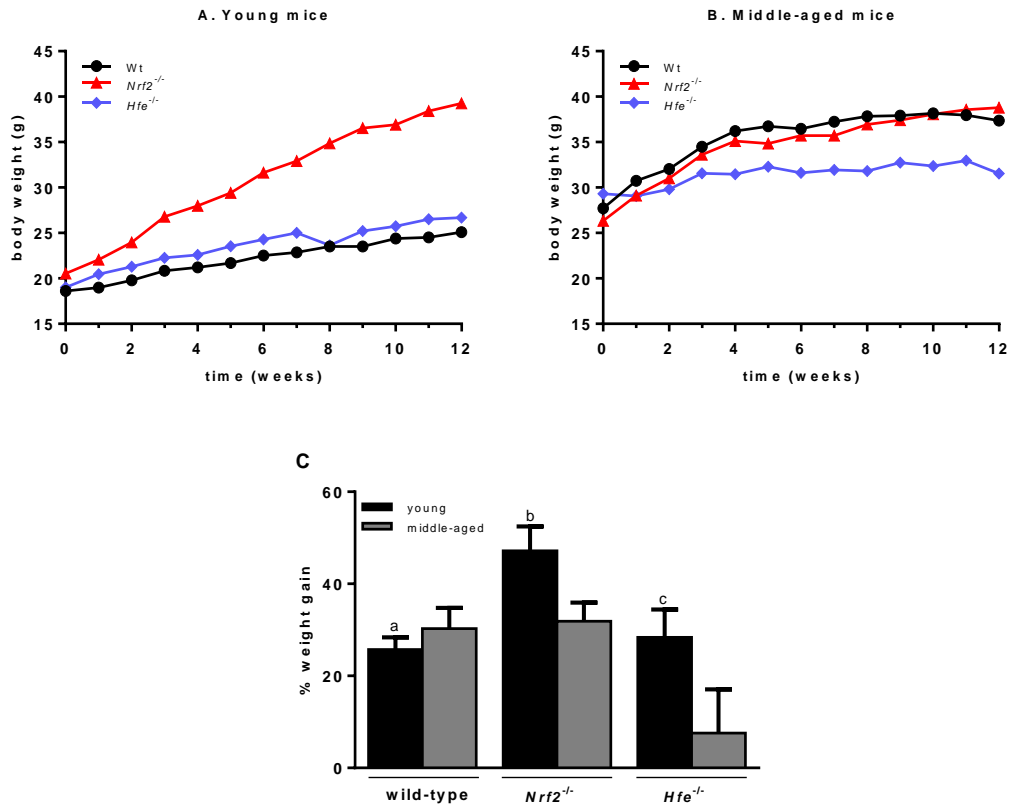 A. Young mice
45
40
35
30
25
20
15
body weight (g)
Wt
Nrf2-/-
Hfe-/-
0 2 4 6 8 10 12
time (weeks)
B. Middle-aged mice
45
40
35
30
25
20
15
body weight (g)
Wt
Nrf2-/-
Hfe-/-
0 2 4 6 8 10 12
time (weeks)
C
60
40
20
0
% weight gain
young
middle-aged
a
b
c
wild-type Nrf2-/- Hfe-/-